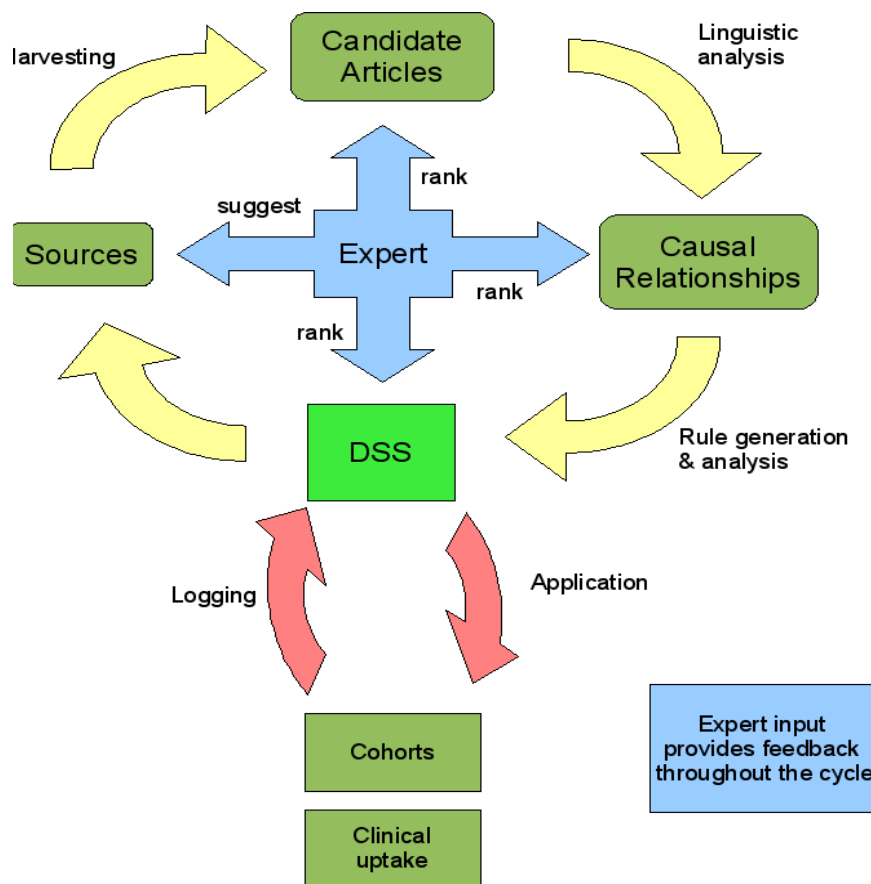 Candidate
Articles
Harvesting
Linguistic
analysis
rank
suggest
Sources
Expert
Causal
Relationships
rank
rank
DSS
Rule generation
& analysis
Logging
Application
Cohorts
Clinical
uptake
Expert input
provides feedback
throughout the cycle